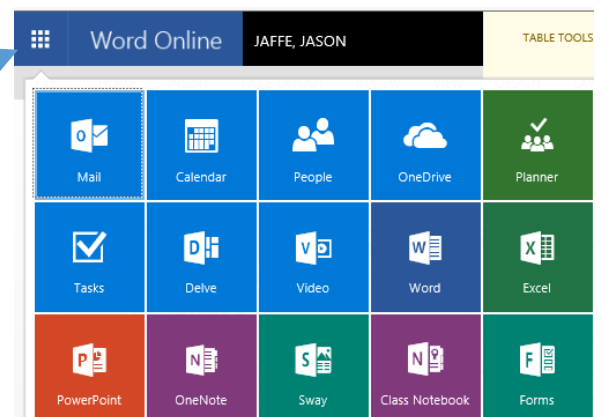 Word Online JAFFE, JASON TABLE TOOLS
Mail Calendar People OneDrive Planner
Tasks Delve Video Word Excel
PowerPoint OneNote Sway Class Notebook Forms